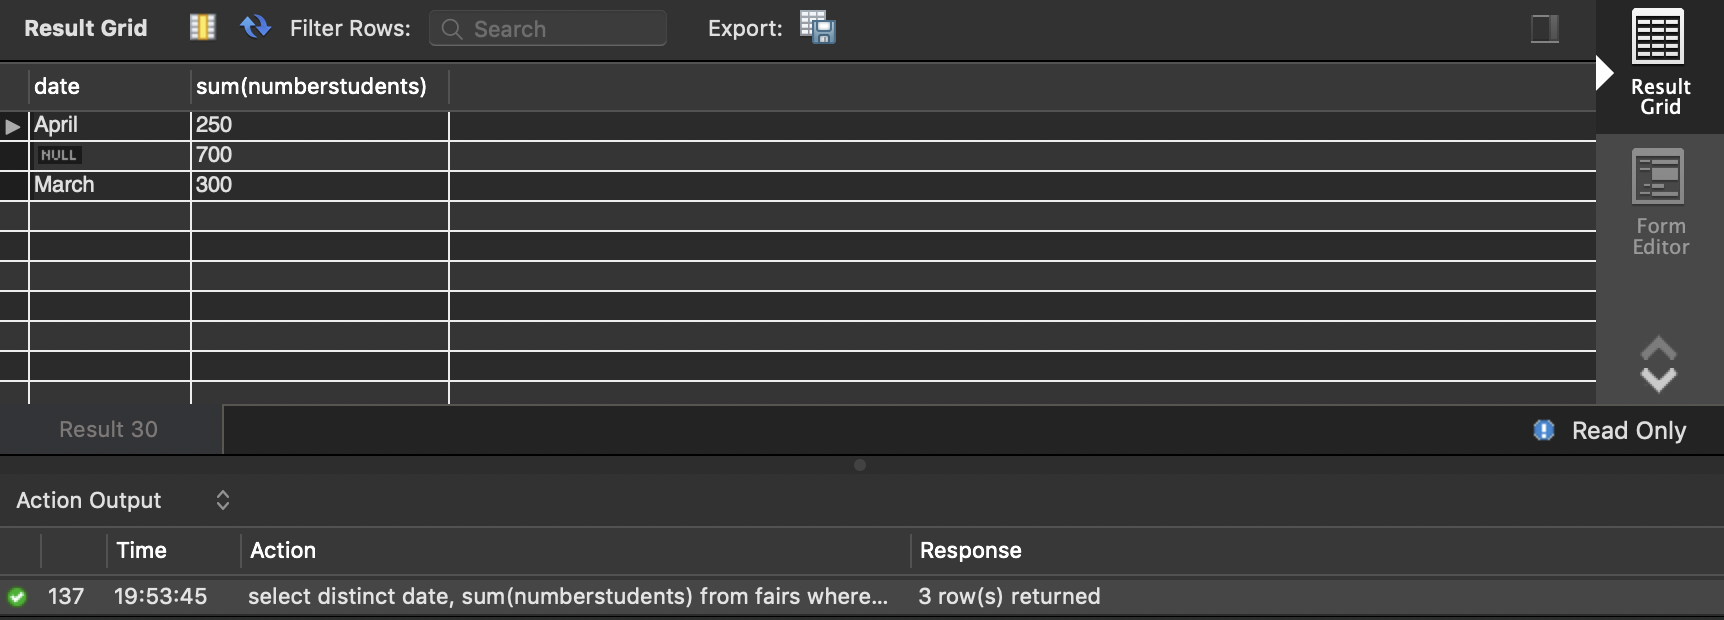 Result Grid Filter Rows: Search Export:
Result
Grid
date sum(numberstudents)
April 250
NULL 700
March 300
Form
Editor
Result 30 Read Only
Action Output
Time Action Response
137 19:53:45 select distinct date, sum(numberstudents) from fairs where... 3 row(s) returned